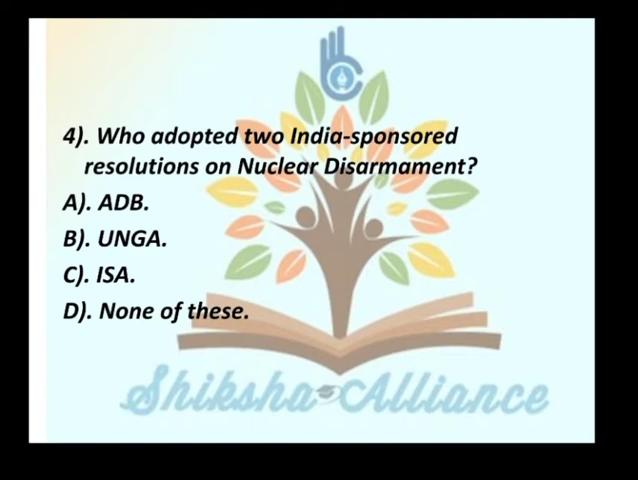 4). Who adopted two India-sponsored
resolutions on Nuclear Disarmament?
A). ADB.
B). UNGA.
C). ISA.
D). None of these.
Shiksha Alliance